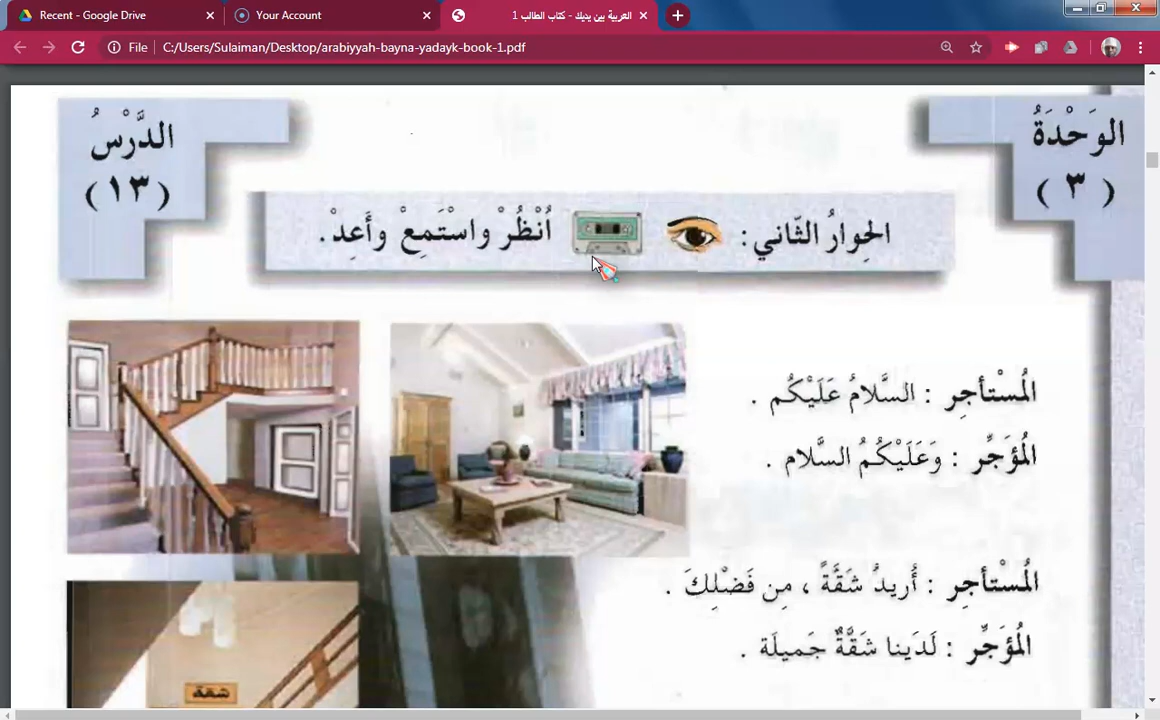 Recent - Google Drive
Your Account
العربية بين يديك - كتاب الطالب 1
File
C:/Users/Sulaiman/Desktop/arabiyyah-bayna-yadayk-book-1.pdf
الوَحْدَةُ
( ٣ )
الدَّرْسُ
(١٣)
الحِوارُ الثّاني : اُنْظُرْ واسْتَمِعْ وأَعِدْ .
المُسْتأجِر : السَّلامُ عَلَيْكُم .
المُؤَجِّر : وَعَلَيْكُمُ السَّلام .
المُسْتأجِر : أُريدُ شَقَّةً ، مِن فَضْلِكَ .
المُؤَجِّر : لَدَينا شَقَّةٌ جَميلَة .
شقة